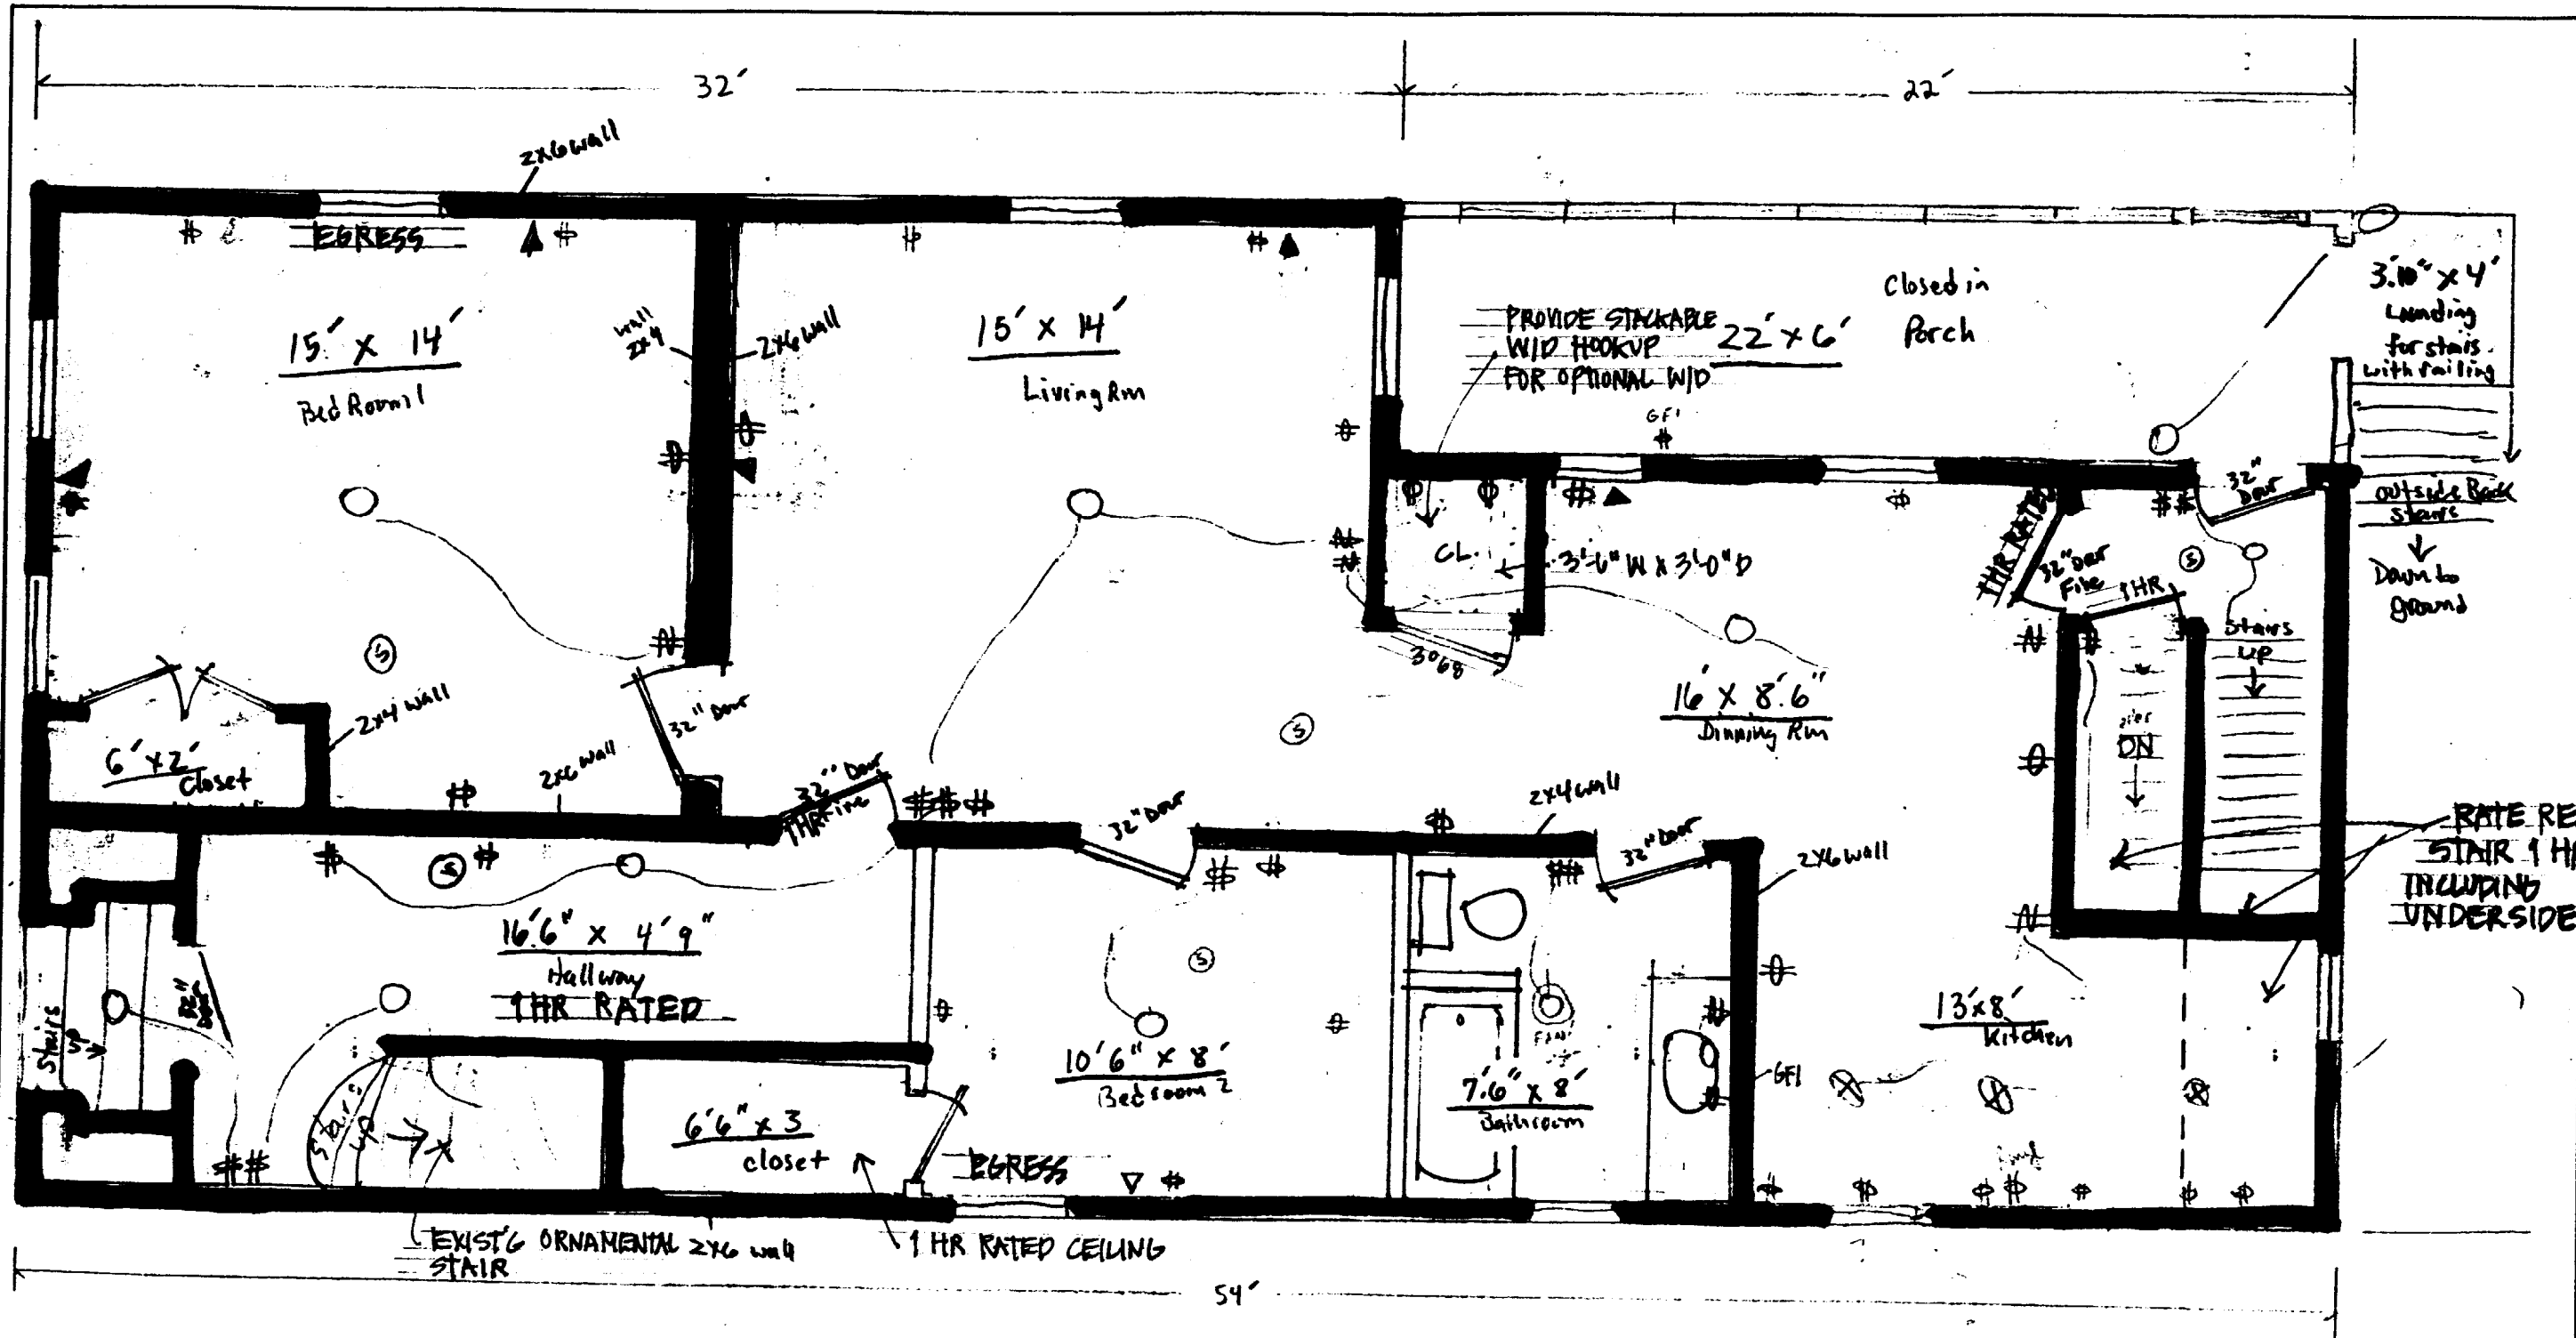 32'
22'
2x6 wall
EGRESS
15' x 14'
Bed Room 1
wall
2x4
2x6 wall
15' x 14'
Living Rm
PROVIDE STACKABLE
W/D HOOKUP
FOR OPTIONAL W/D
22' x 6'
Closed in
Porch
GFI
3'10" x 4'
Landing
for stairs
with railing
outside Back
stairs
Down to
ground
32"
Door
CL.
3'-6" W x 3'-0" D
3068
1HR RATED
32" Door
Fire
1HR
S
Stairs
up
DN
16' x 8'.6"
Dinning Rm
S
S
32" Door
2x4 wall
6' x 2'
closet
2x6 wall
32" Door
1HR Fire
32" Door
2x4 wall
32" Door
2x6 wall
RATE RE
STAIR 1 H
INCLUDING
UNDERSIDE
S
16'.6" x 4'9"
Hallway
1HR RATED
32"
Door
Stairs
up
Stairs
up
6'6" x 3
closet
S
10'6" x 8'
Bedroom 2
EGRESS
FAN
7'.6" x 8'
Bathroom
GFI
13'x8'
Kitchen
EXIST'G ORNAMENTAL
STAIR
2x6 wall
1 HR RATED CEILING
54'